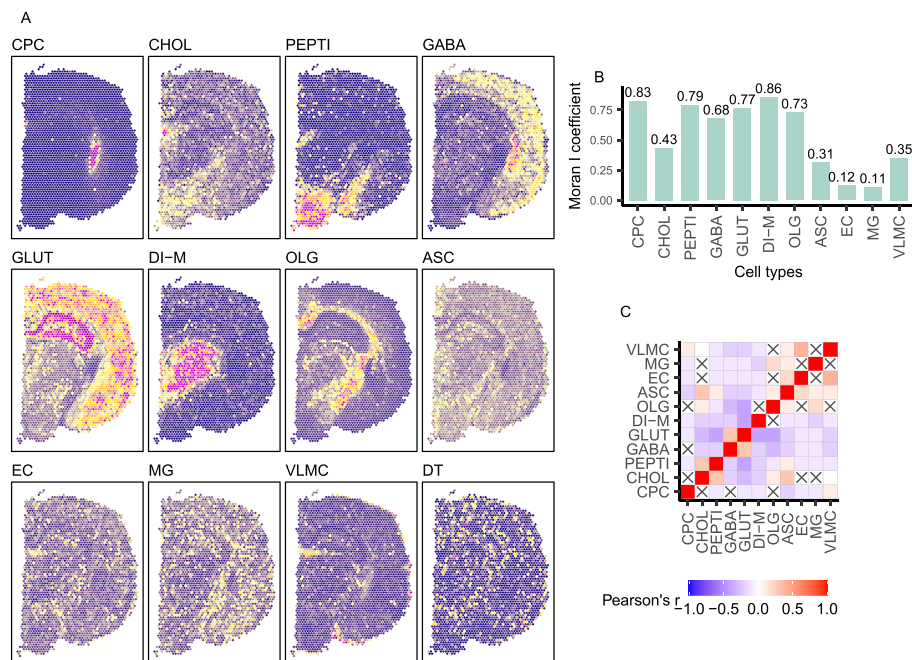 A
CPC CHOL PEPTI GABA
GLUT DI−M OLG ASC
EC MG VLMC DT
B
Moran I coefficient
0.75
0.50
0.25
0.00
0.83 0.43 0.79 0.68 0.77 0.86 0.73 0.31 0.12 0.11 0.35
CPC CHOL PEPTI GABA GLUT DI−M OLG ASC EC MG VLMC
Cell types
C
VLMC
MG
EC
ASC
OLG
DI−M
GLUT
GABA
PEPTI
CHOL
CPC
CPC CHOL PEPTI GABA GLUT DI−M OLG ASC EC MG VLMC
Pearson's r
−1.0 −0.5 0.0 0.5 1.0